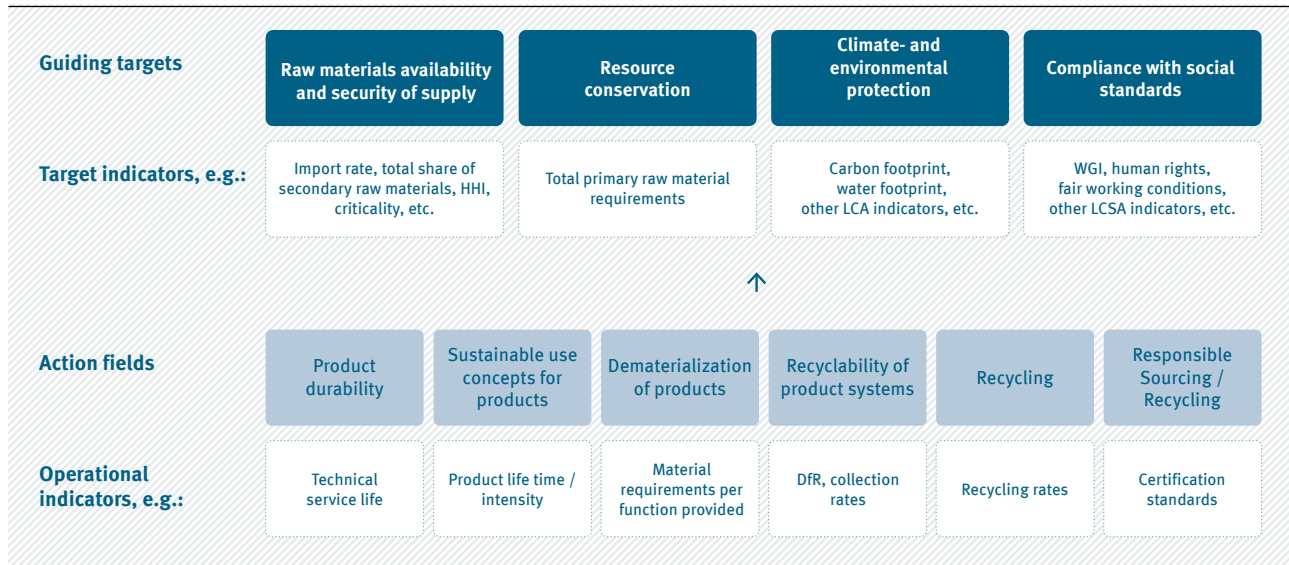 Guiding targets
Raw materials availability
and security of supply
Resource
conservation
Climate- and
environmental
protection
Compliance with social
standards
Target indicators, e.g.:
Import rate, total share of
secondary raw materials, HHI,
criticality, etc.
Total primary raw material
requirements
Carbon footprint,
water footprint,
other LCA indicators, etc.
WGI, human rights,
fair working conditions,
other LCSA indicators, etc.
Action fields
Product
durability
Sustainable use
concepts for
products
Dematerialization
of products
Recyclability of
product systems
Recycling
Responsible
Sourcing /
Recycling
Operational
indicators, e.g.:
Technical
service life
Product life time /
intensity
Material
requirements per
function provided
DfR, collection
rates
Recycling rates
Certification
standards